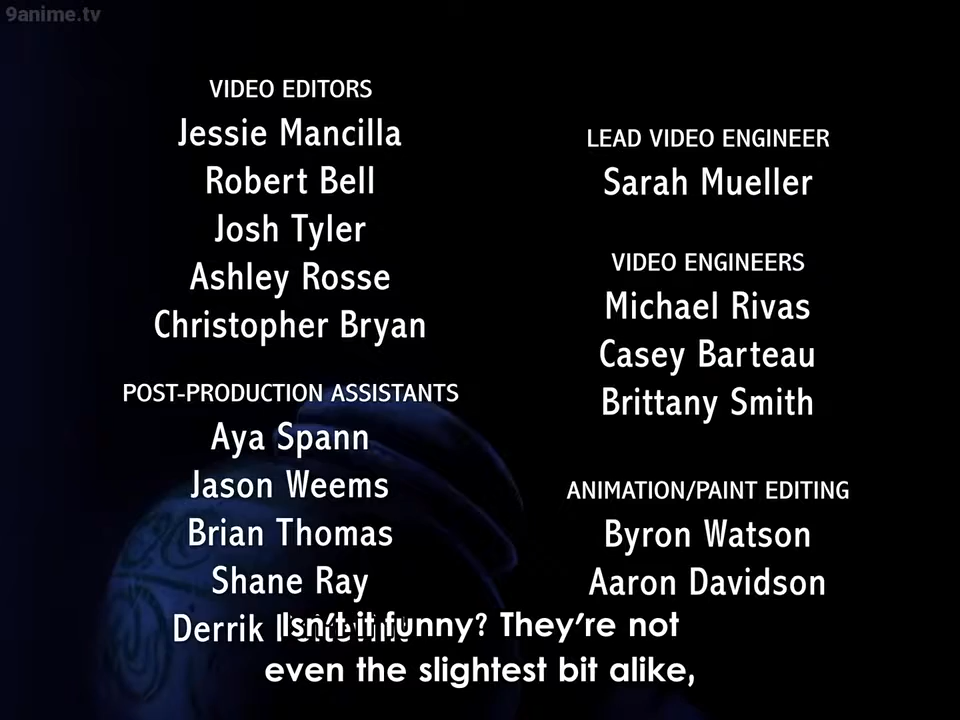 9anime.tv
VIDEO EDITORS
Jessie Mancilla
Robert Bell
Josh Tyler
Ashley Rosse
Christopher Bryan
POST-PRODUCTION ASSISTANTS
Aya Spann
Jason Weems
Brian Thomas
Shane Ray
Derrik
LEAD VIDEO ENGINEER
Sarah Mueller
VIDEO ENGINEERS
Michael Rivas
Casey Barteau
Brittany Smith
ANIMATION/PAINT EDITING
Byron Watson
Aaron Davidson
Isn't it funny? They're not
even the slightest bit alike,